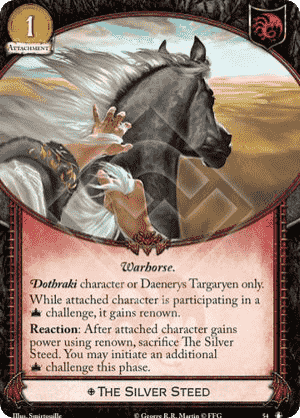 1
ATTACHMENT
Warhorse.
Dothraki character or Daenerys Targaryen only.
While attached character is participating in a
challenge, it gains renown.
Reaction: After attached character gains
power using renown, sacrifice The Silver
Steed. You may initiate an additional
challenge this phase.
THE SILVER STEED
Illus. Smirtouille
© George R.R. Martin © FFG
54